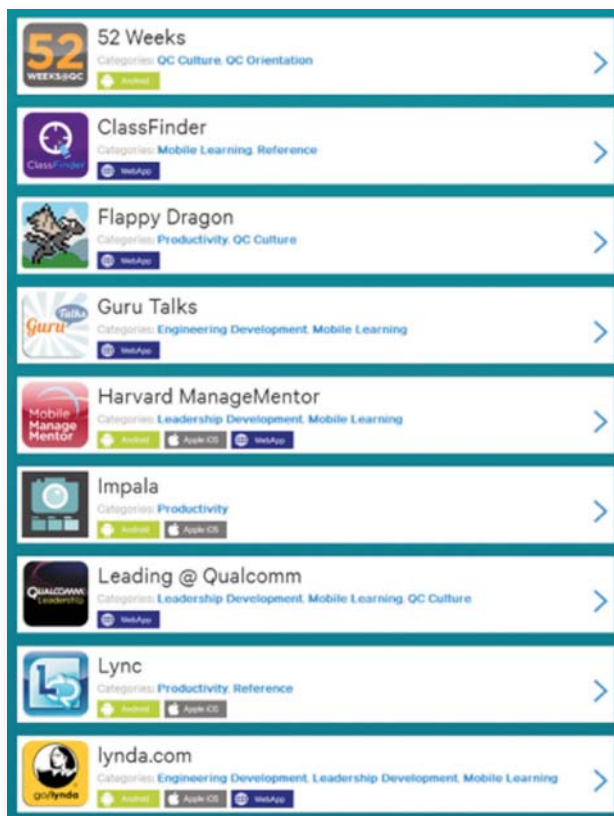 52
WEEKS@QC
52 Weeks
Categories: QC Culture, QC Orientation
Android
ClassFinder
ClassFinder
Categories: Mobile Learning, Reference
WebApp
Flappy Dragon
Categories: Productivity, QC Culture
WebApp
Guru Talks
Guru Talks
Categories: Engineering Development, Mobile Learning
WebApp
Mobile
Manage
Mentor
Harvard ManageMentor
Categories: Leadership Development, Mobile Learning
Android Apple iOS WebApp
Impala
Categories: Productivity
Android Apple iOS
QUALCOMM
Leadership
Leading @ Qualcomm
Categories: Leadership Development, Mobile Learning, QC Culture
WebApp
L
Lync
Categories: Productivity, Reference
Android Apple iOS
go/lynda
lynda.com
Categories: Engineering Development, Leadership Development, Mobile Learning
Android Apple iOS WebApp